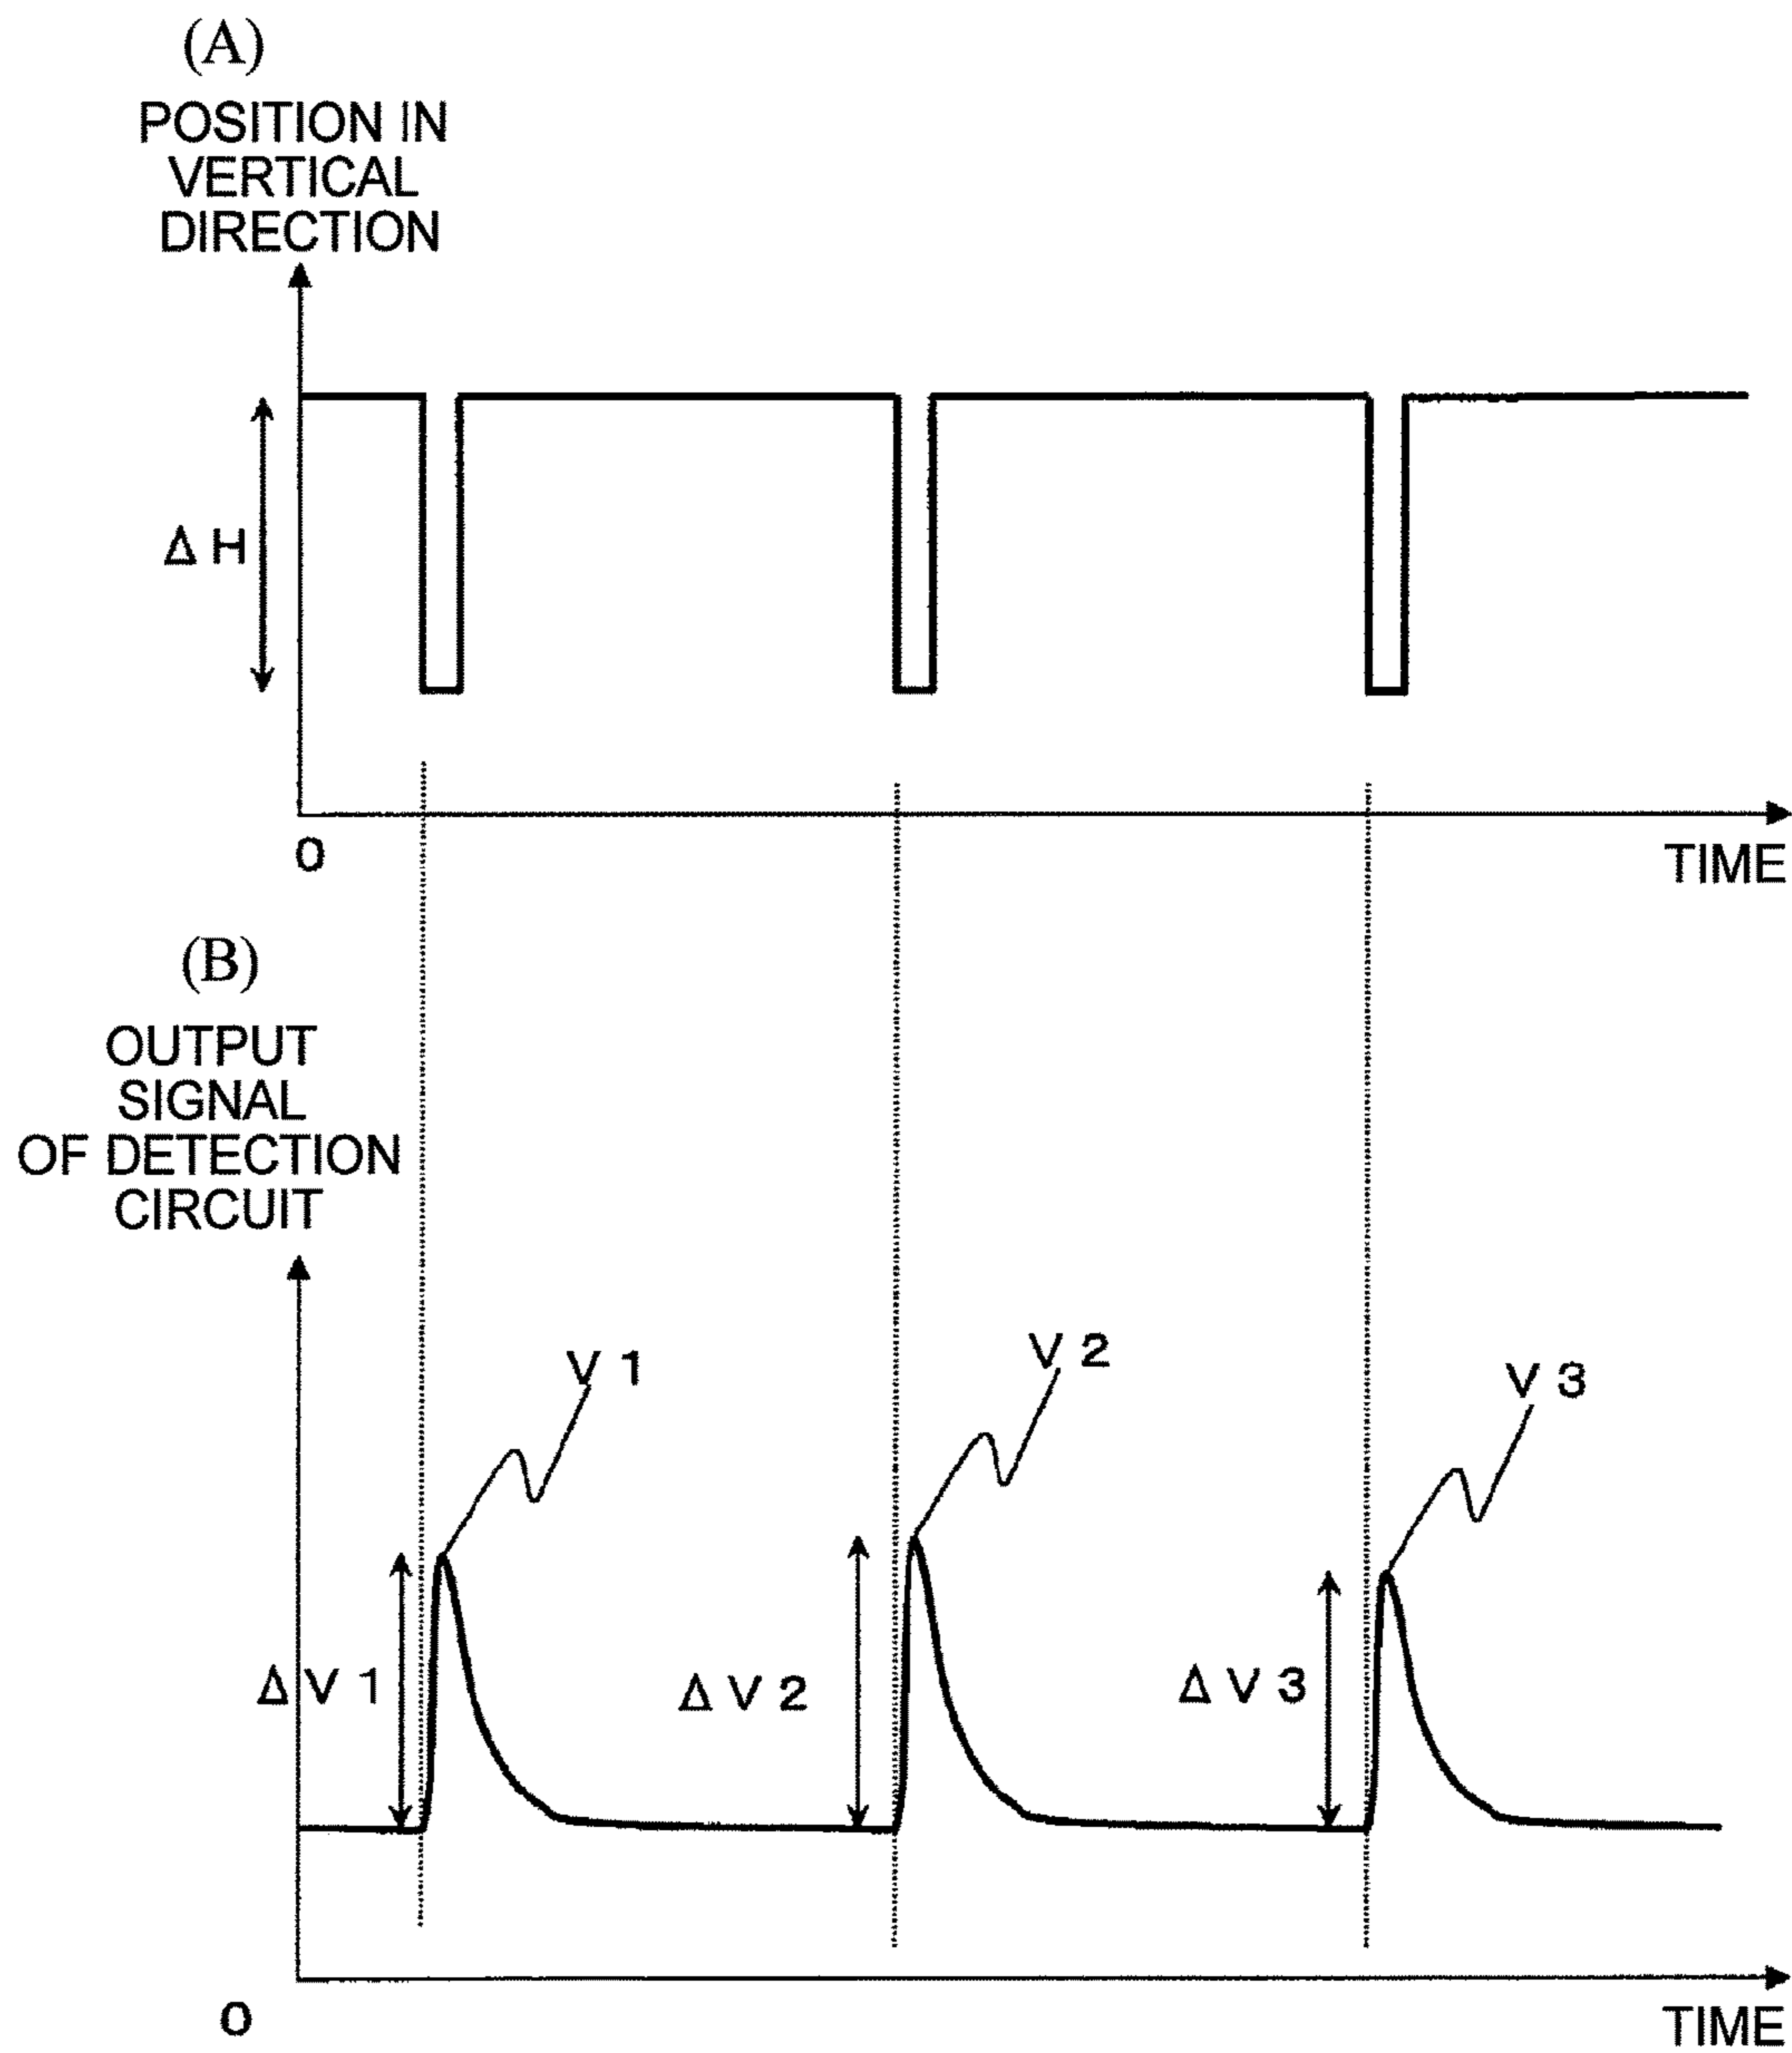 (A)
POSITION IN
VERTICAL
DIRECTION
Δ H
0
TIME
(B)
OUTPUT
SIGNAL
OF DETECTION
CIRCUIT
V 1
V 2
V 3
Δ V 1
Δ V 2
Δ V 3
0
TIME